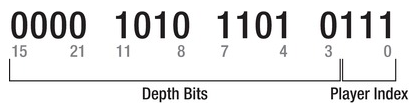 0000 1010 1101 0111
15 21 11 8 7 4 3 0
Depth Bits Player Index